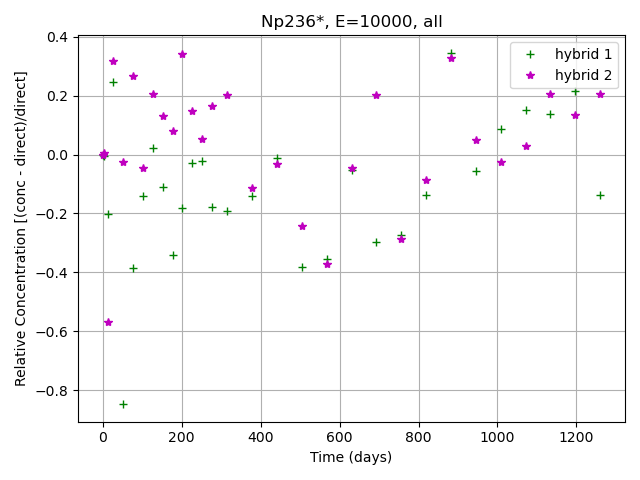 Np236*, E=10000, all
Relative Concentration [(conc - direct)/direct]
0.4
0.2
0.0
−0.2
−0.4
−0.6
−0.8
hybrid 1
hybrid 2
0 200 400 600 800 1000 1200
Time (days)